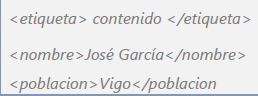 <etiqueta> contenido </etiqueta>
<nombre>José García</nombre>
<poblacion>Vigo</poblacion